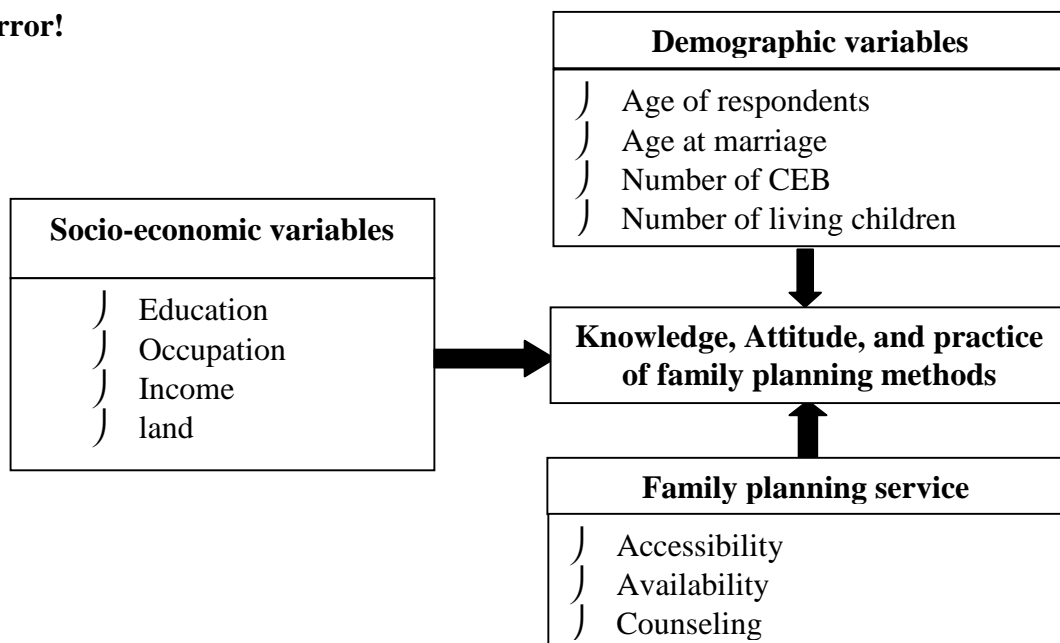 rror!
Demographic variables
Age of respondents
Age at marriage
Number of CEB
Number of living children
Socio-economic variables
Education
Occupation
Income
land
Knowledge, Attitude, and practice
of family planning methods
Family planning service
Accessibility
Availability
Counseling